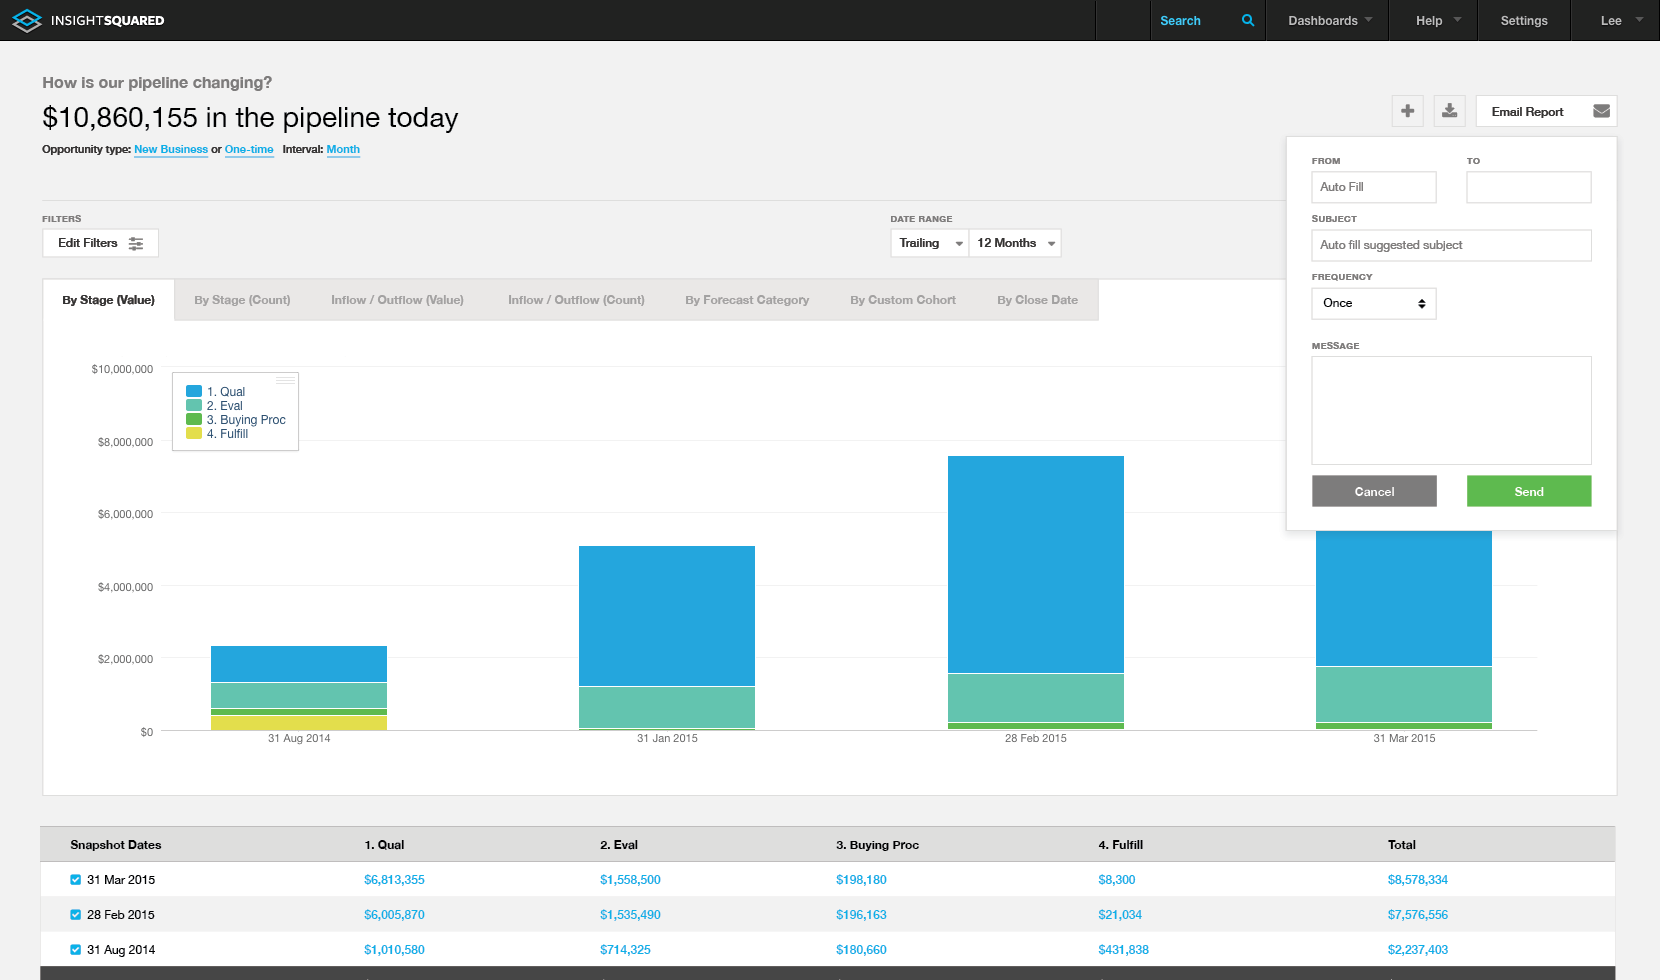 INSIGHTSQUARED
Search Dashboards Help Settings Lee
How is our pipeline changing?
$10,860,155 in the pipeline today
Opportunity type: New Business or One-time Interval: Month
Email Report
FROM TO
Auto Fill
SUBJECT
Auto fill suggested subject
FREQUENCY
Once
MESSAGE
Cancel Send
FILTERS
Edit Filters
DATE RANGE
Trailing 12 Months
By Stage (Value) By Stage (Count) Inflow / Outflow (Value) Inflow / Outflow (Count) By Forecast Category By Custom Cohort By Close Date
$10,000,000
$8,000,000
$6,000,000
$4,000,000
$2,000,000
$0
1. Qual
2. Eval
3. Buying Proc
4. Fulfill
31 Aug 2014 31 Jan 2015 28 Feb 2015 31 Mar 2015
Snapshot Dates 1. Qual 2. Eval 3. Buying Proc 4. Fulfill Total
31 Mar 2015 $6,813,355 $1,558,500 $198,180 $8,300 $8,578,334
28 Feb 2015 $6,005,870 $1,535,490 $196,163 $21,034 $7,576,556
31 Aug 2014 $1,010,580 $714,325 $180,660 $431,838 $2,237,403